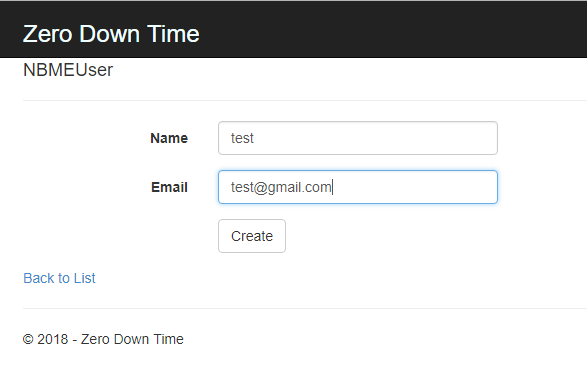 Zero Down Time
NBMEUser
Name test
Email test@gmail.com
Create
Back to List
© 2018 - Zero Down Time